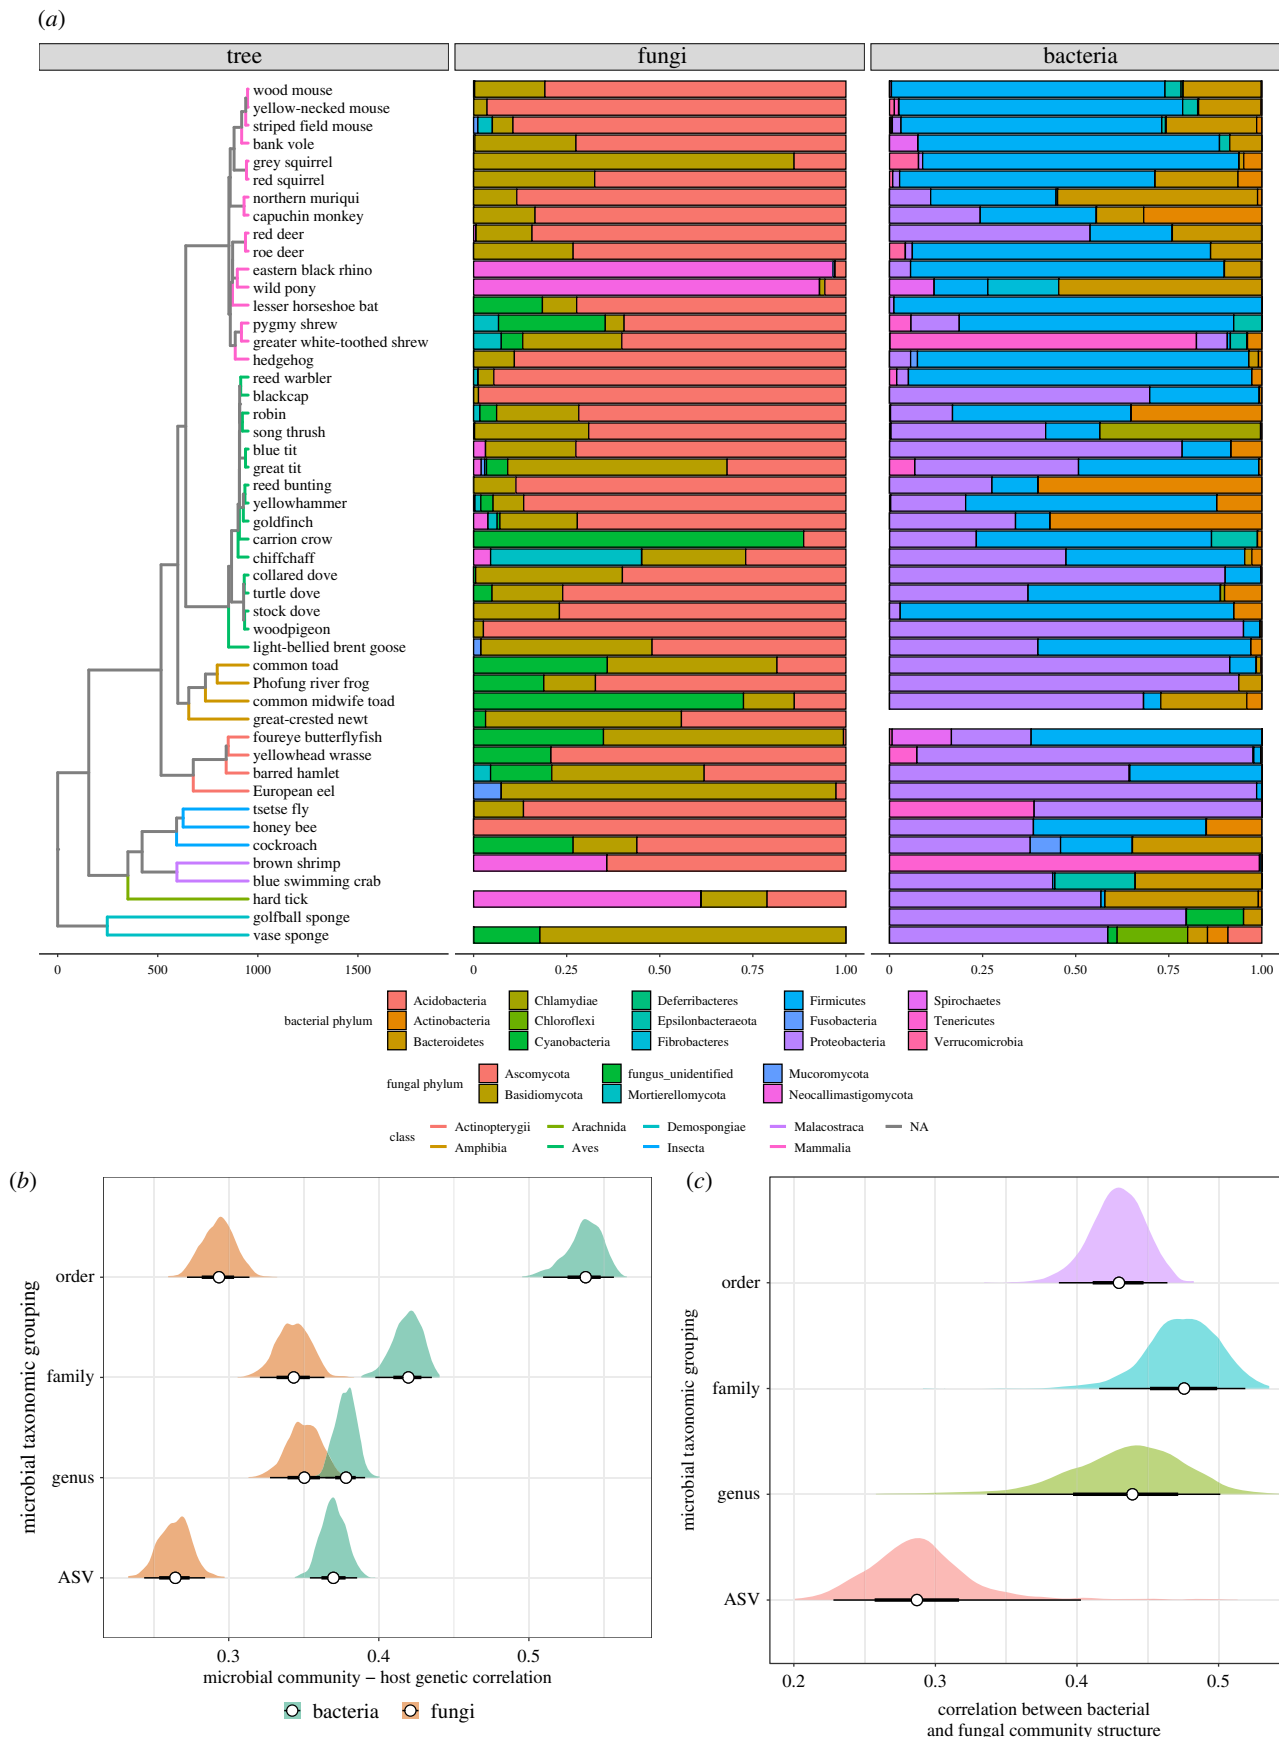 (a)
tree fungi bacteria
wood mouse
yellow-necked mouse
striped field mouse
bank vole
grey squirrel
red squirrel
northern muriqui
capuchin monkey
red deer
roe deer
eastern black rhino
wild pony
lesser horseshoe bat
pygmy shrew
greater white-toothed shrew
hedgehog
reed warbler
blackcap
robin
song thrush
blue tit
great tit
reed bunting
yellowhammer
goldfinch
carrion crow
chiffchaff
collared dove
turtle dove
stock dove
woodpigeon
light-bellied brent goose
common toad
Phofung river frog
common midwife toad
great-crested newt
foureye butterflyfish
yellowhead wrasse
barred hamlet
European eel
tsetse fly
honey bee
cockroach
brown shrimp
blue swimming crab
hard tick
golfball sponge
vase sponge
0 500 1000 1500 0 0.25 0.50 0.75 1.00 0 0.25 0.50 0.75 1.00
Acidobacteria Chlamydiae Deferribacteres Firmicutes Spirochaetes
bacterial phylum Actinobacteria Chloroflexi Epsilonbacteraeota Fusobacteria Tenericutes
Bacteroidetes Cyanobacteria Fibrobacteres Proteobacteria Verrucomicrobia
fungal phylum Ascomycota fungus_unidentified Mucoromycota
Basidiomycota Mortierellomycota Neocallimastigomycota
class Actinopterygii Arachnida Demospongiae Malacostraca NA
Amphibia Aves Insecta Mammalia
(b)
microbial taxonomic grouping
order
family
genus
ASV
0.3 0.4 0.5
microbial community – host genetic correlation
bacteria fungi
(c)
microbial taxonomic grouping
order
family
genus
ASV
0.2 0.3 0.4 0.5
correlation between bacterial
and fungal community structure